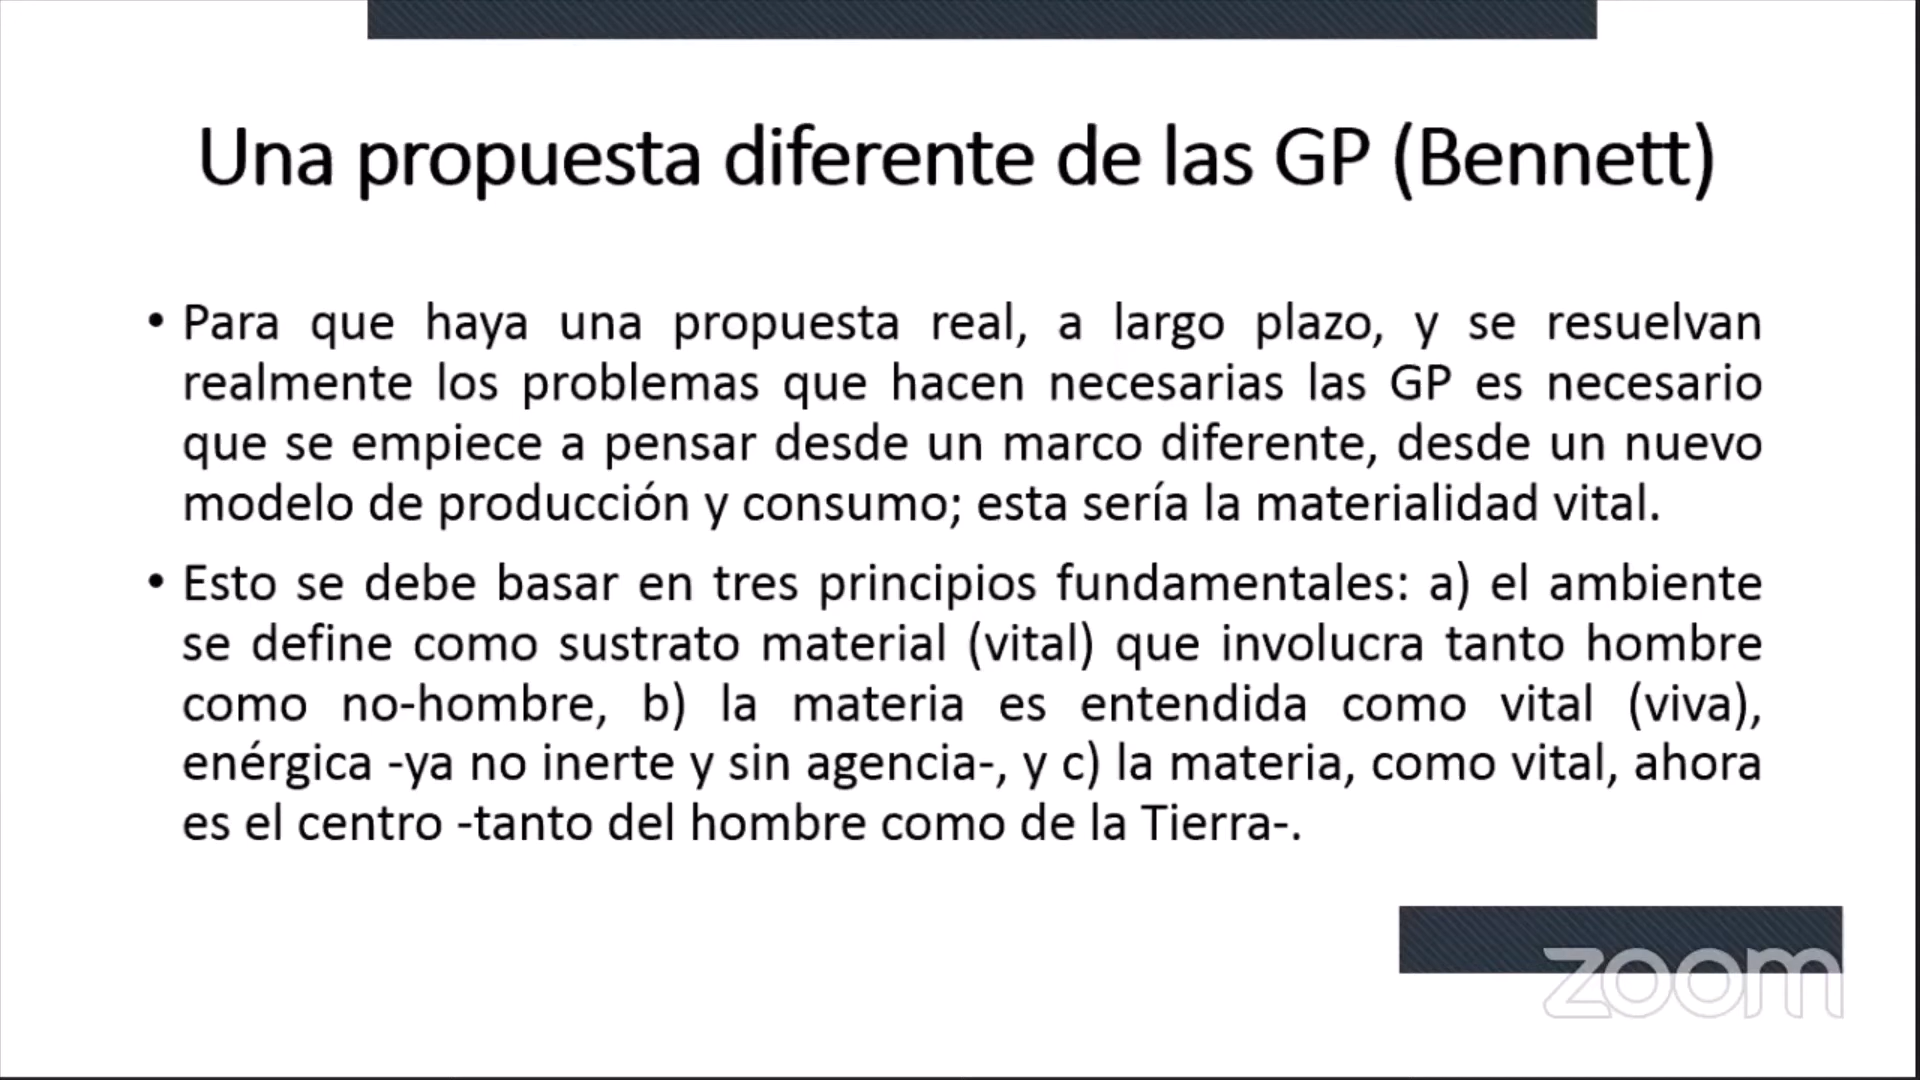 Una propuesta diferente de las GP (Bennett)
• Para que haya una propuesta real, a largo plazo, y se resuelvan
realmente los problemas que hacen necesarias las GP es necesario
que se empiece a pensar desde un marco diferente, desde un nuevo
modelo de producción y consumo; esta sería la materialidad vital.
• Esto se debe basar en tres principios fundamentales: a) el ambiente
se define como sustrato material (vital) que involucra tanto hombre
como no-hombre, b) la materia es entendida como vital (viva),
enérgica -ya no inerte y sin agencia-, y c) la materia, como vital, ahora
es el centro -tanto del hombre como de la Tierra-.
zoom